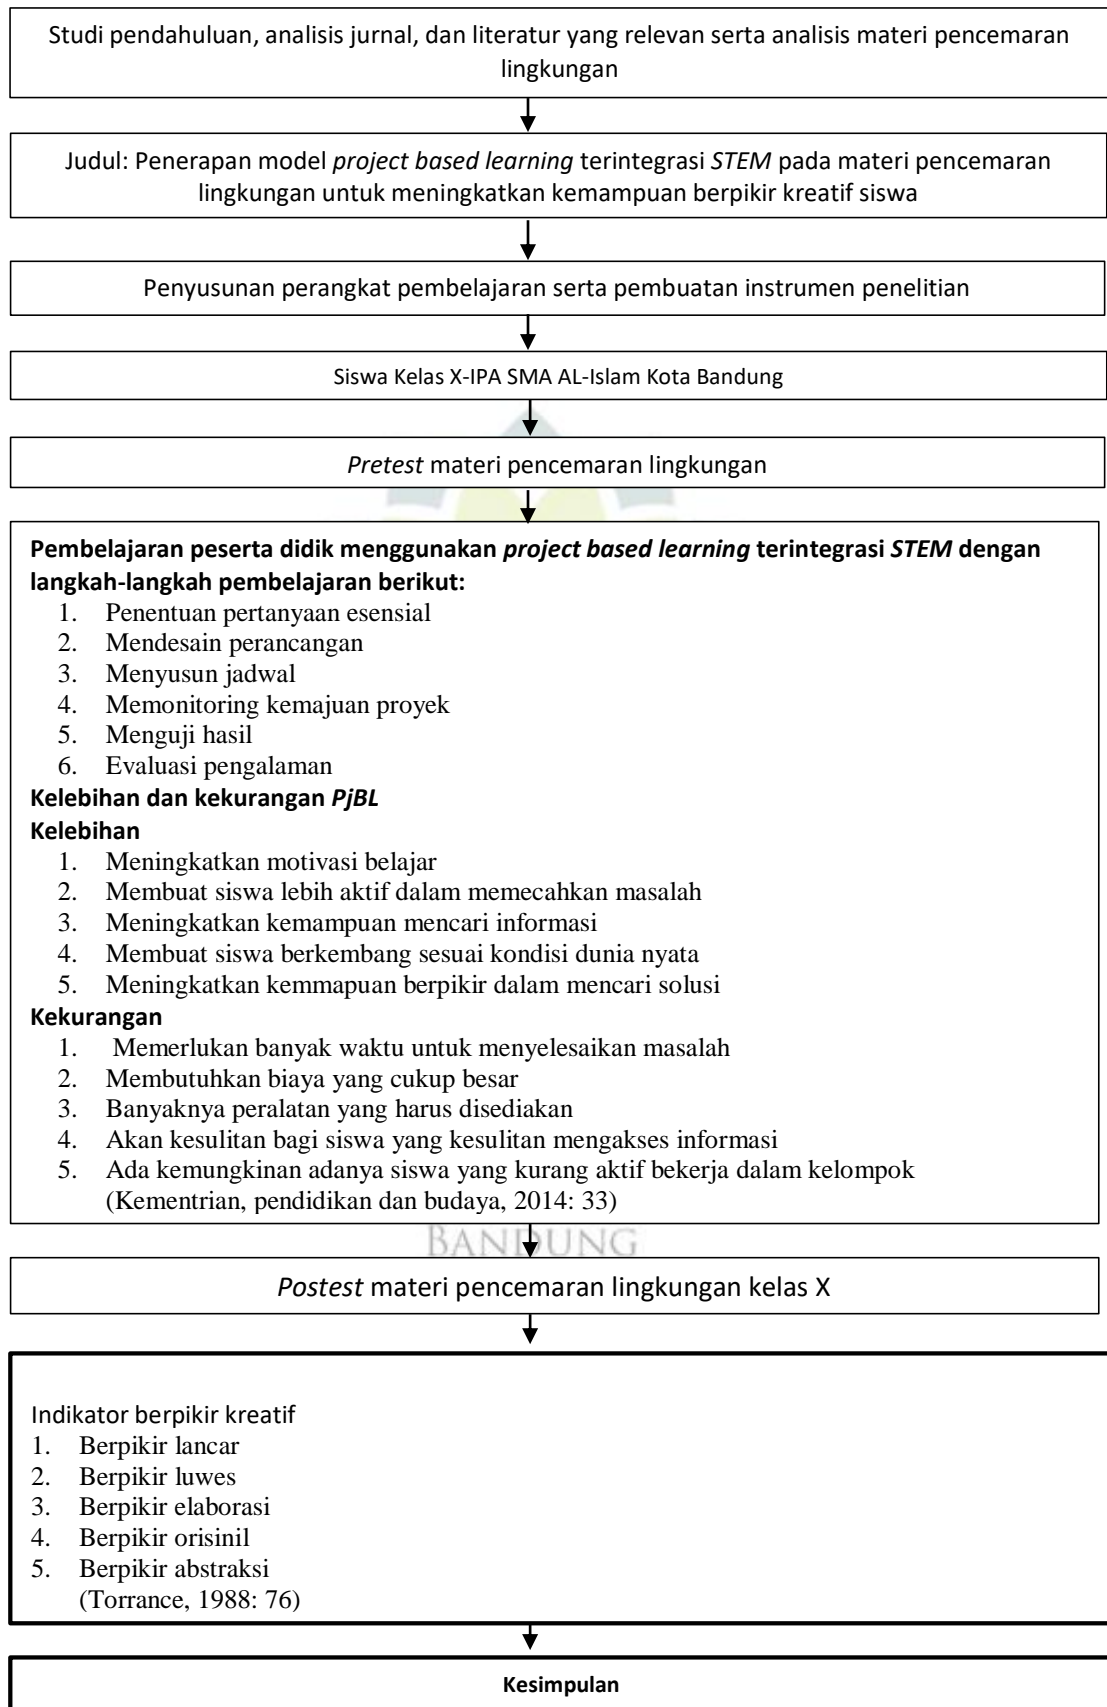 Studi pendahuluan, analisis jurnal, dan literatur yang relevan serta analisis materi pencemaran
lingkungan
Judul: Penerapan model project based learning terintegrasi STEM pada materi pencemaran
lingkungan untuk meningkatkan kemampuan berpikir kreatif siswa
Penyusunan perangkat pembelajaran serta pembuatan instrumen penelitian
Siswa Kelas X-IPA SMA AL-Islam Kota Bandung
Pretest materi pencemaran lingkungan
Pembelajaran peserta didik menggunakan project based learning terintegrasi STEM dengan
langkah-langkah pembelajaran berikut:
1. Penentuan pertanyaan esensial
2. Mendesain perancangan
3. Menyusun jadwal
4. Memonitoring kemajuan proyek
5. Menguji hasil
6. Evaluasi pengalaman
Kelebihan dan kekurangan PjBL
Kelebihan
1. Meningkatkan motivasi belajar
2. Membuat siswa lebih aktif dalam memecahkan masalah
3. Meningkatkan kemampuan mencari informasi
4. Membuat siswa berkembang sesuai kondisi dunia nyata
5. Meningkatkan kemmapuan berpikir dalam mencari solusi
Kekurangan
1. Memerlukan banyak waktu untuk menyelesaikan masalah
2. Membutuhkan biaya yang cukup besar
3. Banyaknya peralatan yang harus disediakan
4. Akan kesulitan bagi siswa yang kesulitan mengakses informasi
5. Ada kemungkinan adanya siswa yang kurang aktif bekerja dalam kelompok
(Kementrian, pendidikan dan budaya, 2014: 33)
BANDUNG
Postest materi pencemaran lingkungan kelas X
Indikator berpikir kreatif
1. Berpikir lancar
2. Berpikir luwes
3. Berpikir elaborasi
4. Berpikir orisinil
5. Berpikir abstraksi
(Torrance, 1988: 76)
Kesimpulan